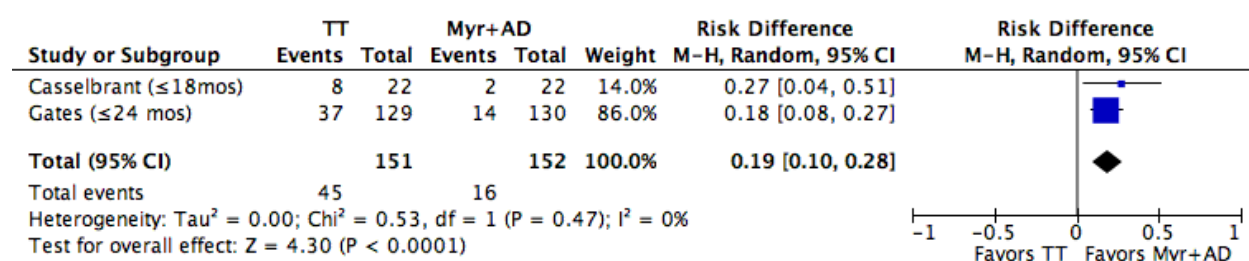 TT Myr+AD Risk Difference Risk Difference
Study or Subgroup Events Total Events Total Weight M-H, Random, 95% CI M-H, Random, 95% CI
Casselbrant (≤18mos) 8 22 2 22 14.0% 0.27 [0.04, 0.51]
Gates (≤24 mos) 37 129 14 130 86.0% 0.18 [0.08, 0.27]
Total (95% CI) 151 152 100.0% 0.19 [0.10, 0.28]
Total events 45 16
Heterogeneity: Tau² = 0.00; Chi² = 0.53, df = 1 (P = 0.47); I² = 0%
Test for overall effect: Z = 4.30 (P < 0.0001)
-1 -0.5 0 0.5 1
Favors TT Favors Myr+AD